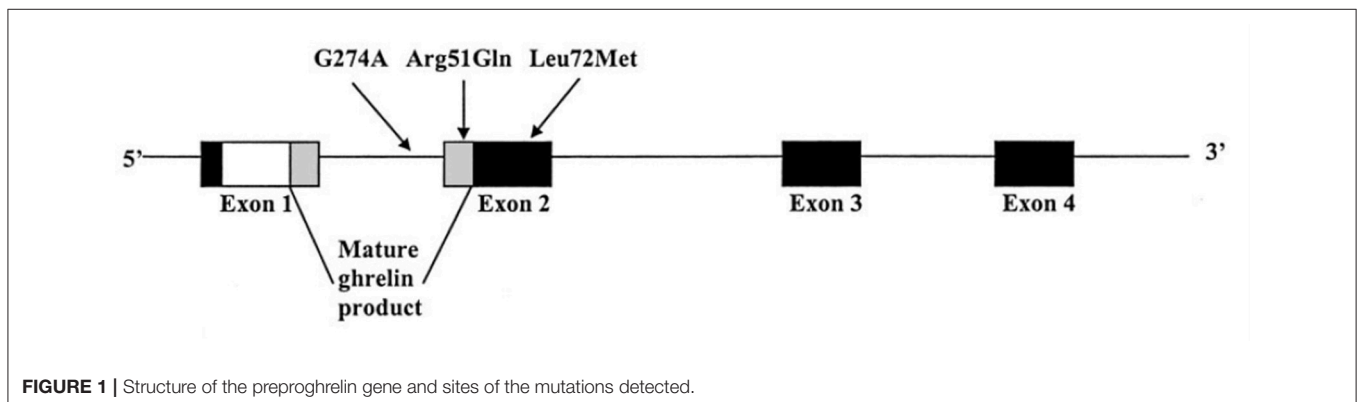 G274A Arg51Gln Leu72Met
5’ 3’
Exon 1 Exon 2 Exon 3 Exon 4
Mature
ghrelin
product
FIGURE 1 | Structure of the preproghrelin gene and sites of the mutations detected.